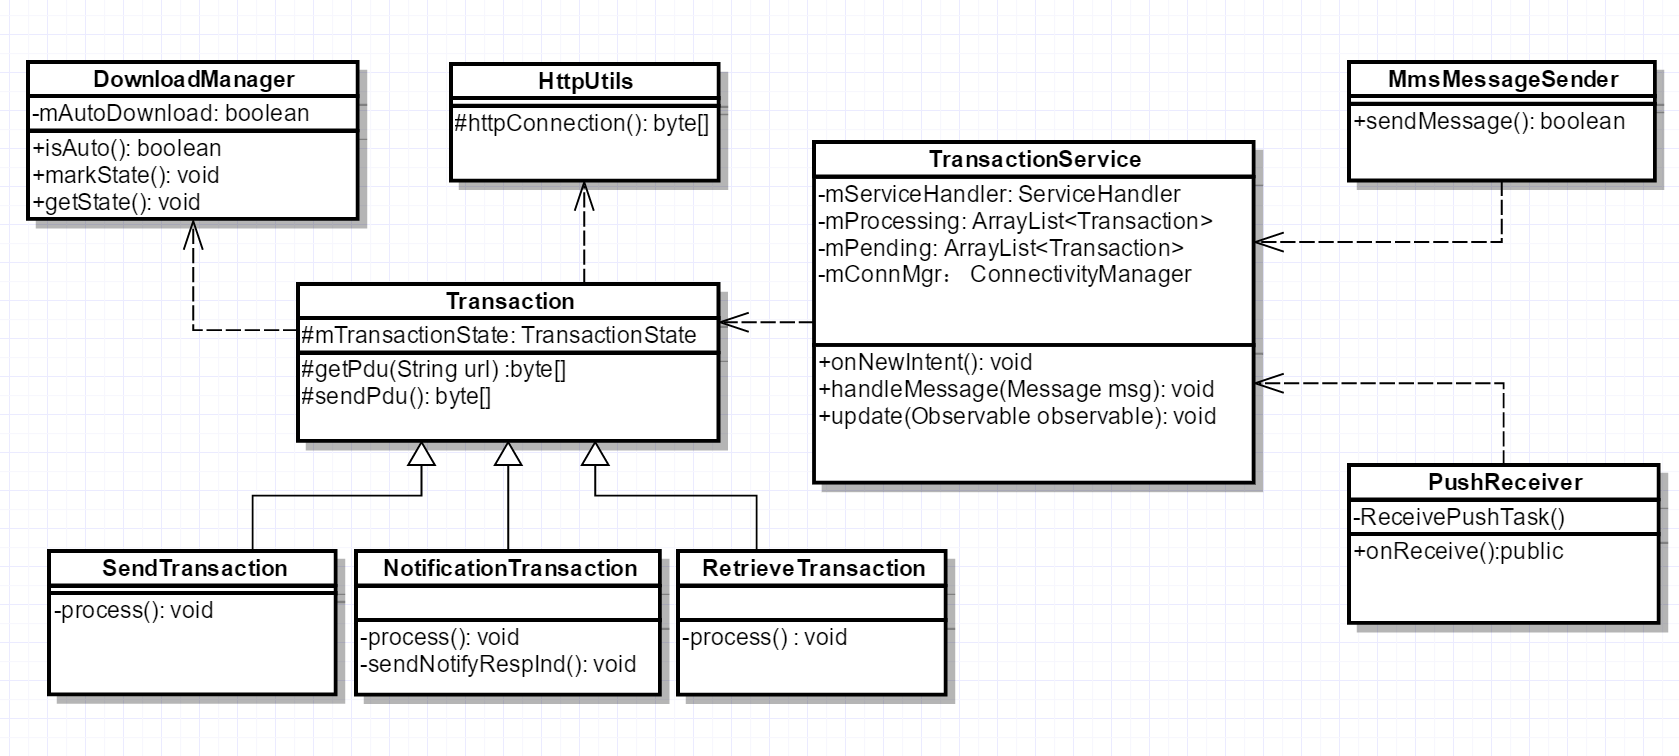 DownloadManager
-mAutoDownload: boolean
+isAuto(): boolean
+markState(): void
+getState(): void
HttpUtils
#httpConnection(): byte[]
MmsMessageSender
+sendMessage(): boolean
TransactionService
-mServiceHandler: ServiceHandler
-mProcessing: ArrayList<Transaction>
-mPending: ArrayList<Transaction>
-mConnMgr： ConnectivityManager
+onNewIntent(): void
+handleMessage(Message msg): void
+update(Observable observable): void
Transaction
#mTransactionState: TransactionState
#getPdu(String url) :byte[]
#sendPdu(): byte[]
PushReceiver
-ReceivePushTask()
+onReceive():public
SendTransaction
-process(): void
NotificationTransaction
-process(): void
-sendNotifyRespInd(): void
RetrieveTransaction
-process() : void